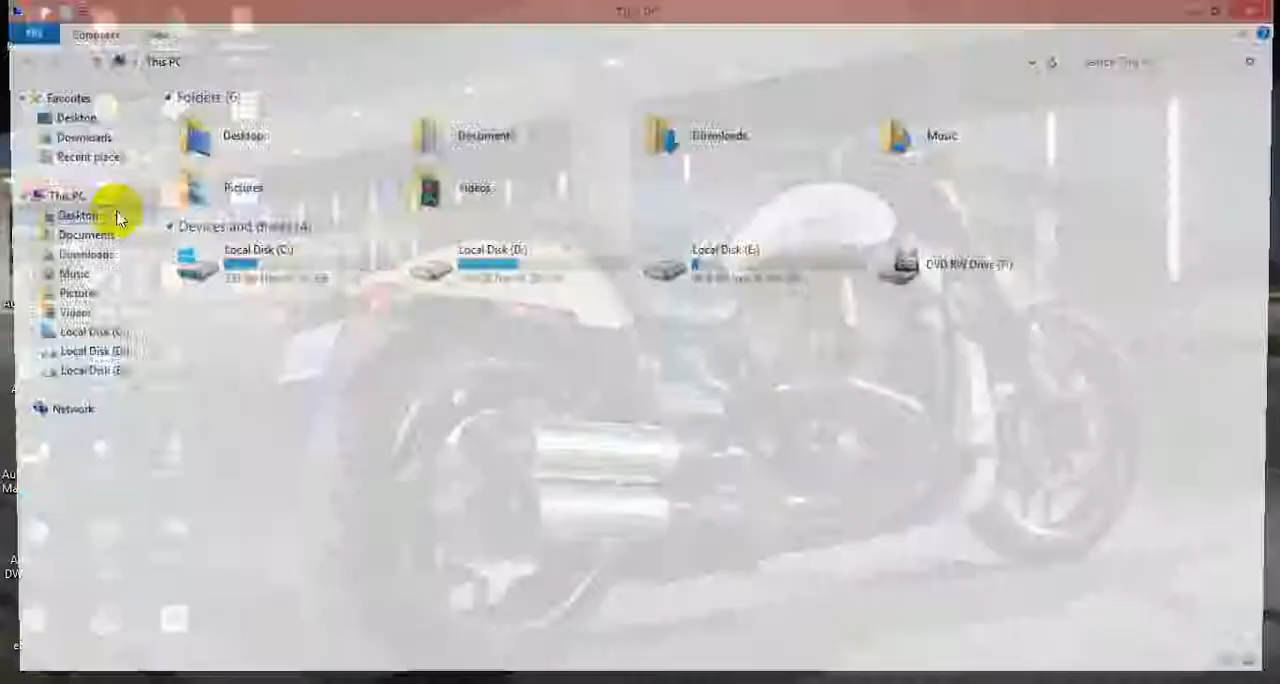 This PC
File
Computer
View
This PC
Favorites
Desktop
Downloads
Recent places
This PC
Desktop
Documents
Downloads
Music
Pictures
Videos
Local Disk (C:)
Local Disk (D:)
Local Disk (E:)
Network
Folders (6)
Desktop
Documents
Downloads
Music
Pictures
Videos
Devices and drives (4)
Local Disk (C:)
Local Disk (D:)
Local Disk (E:)
DVD RW Drive (F:)